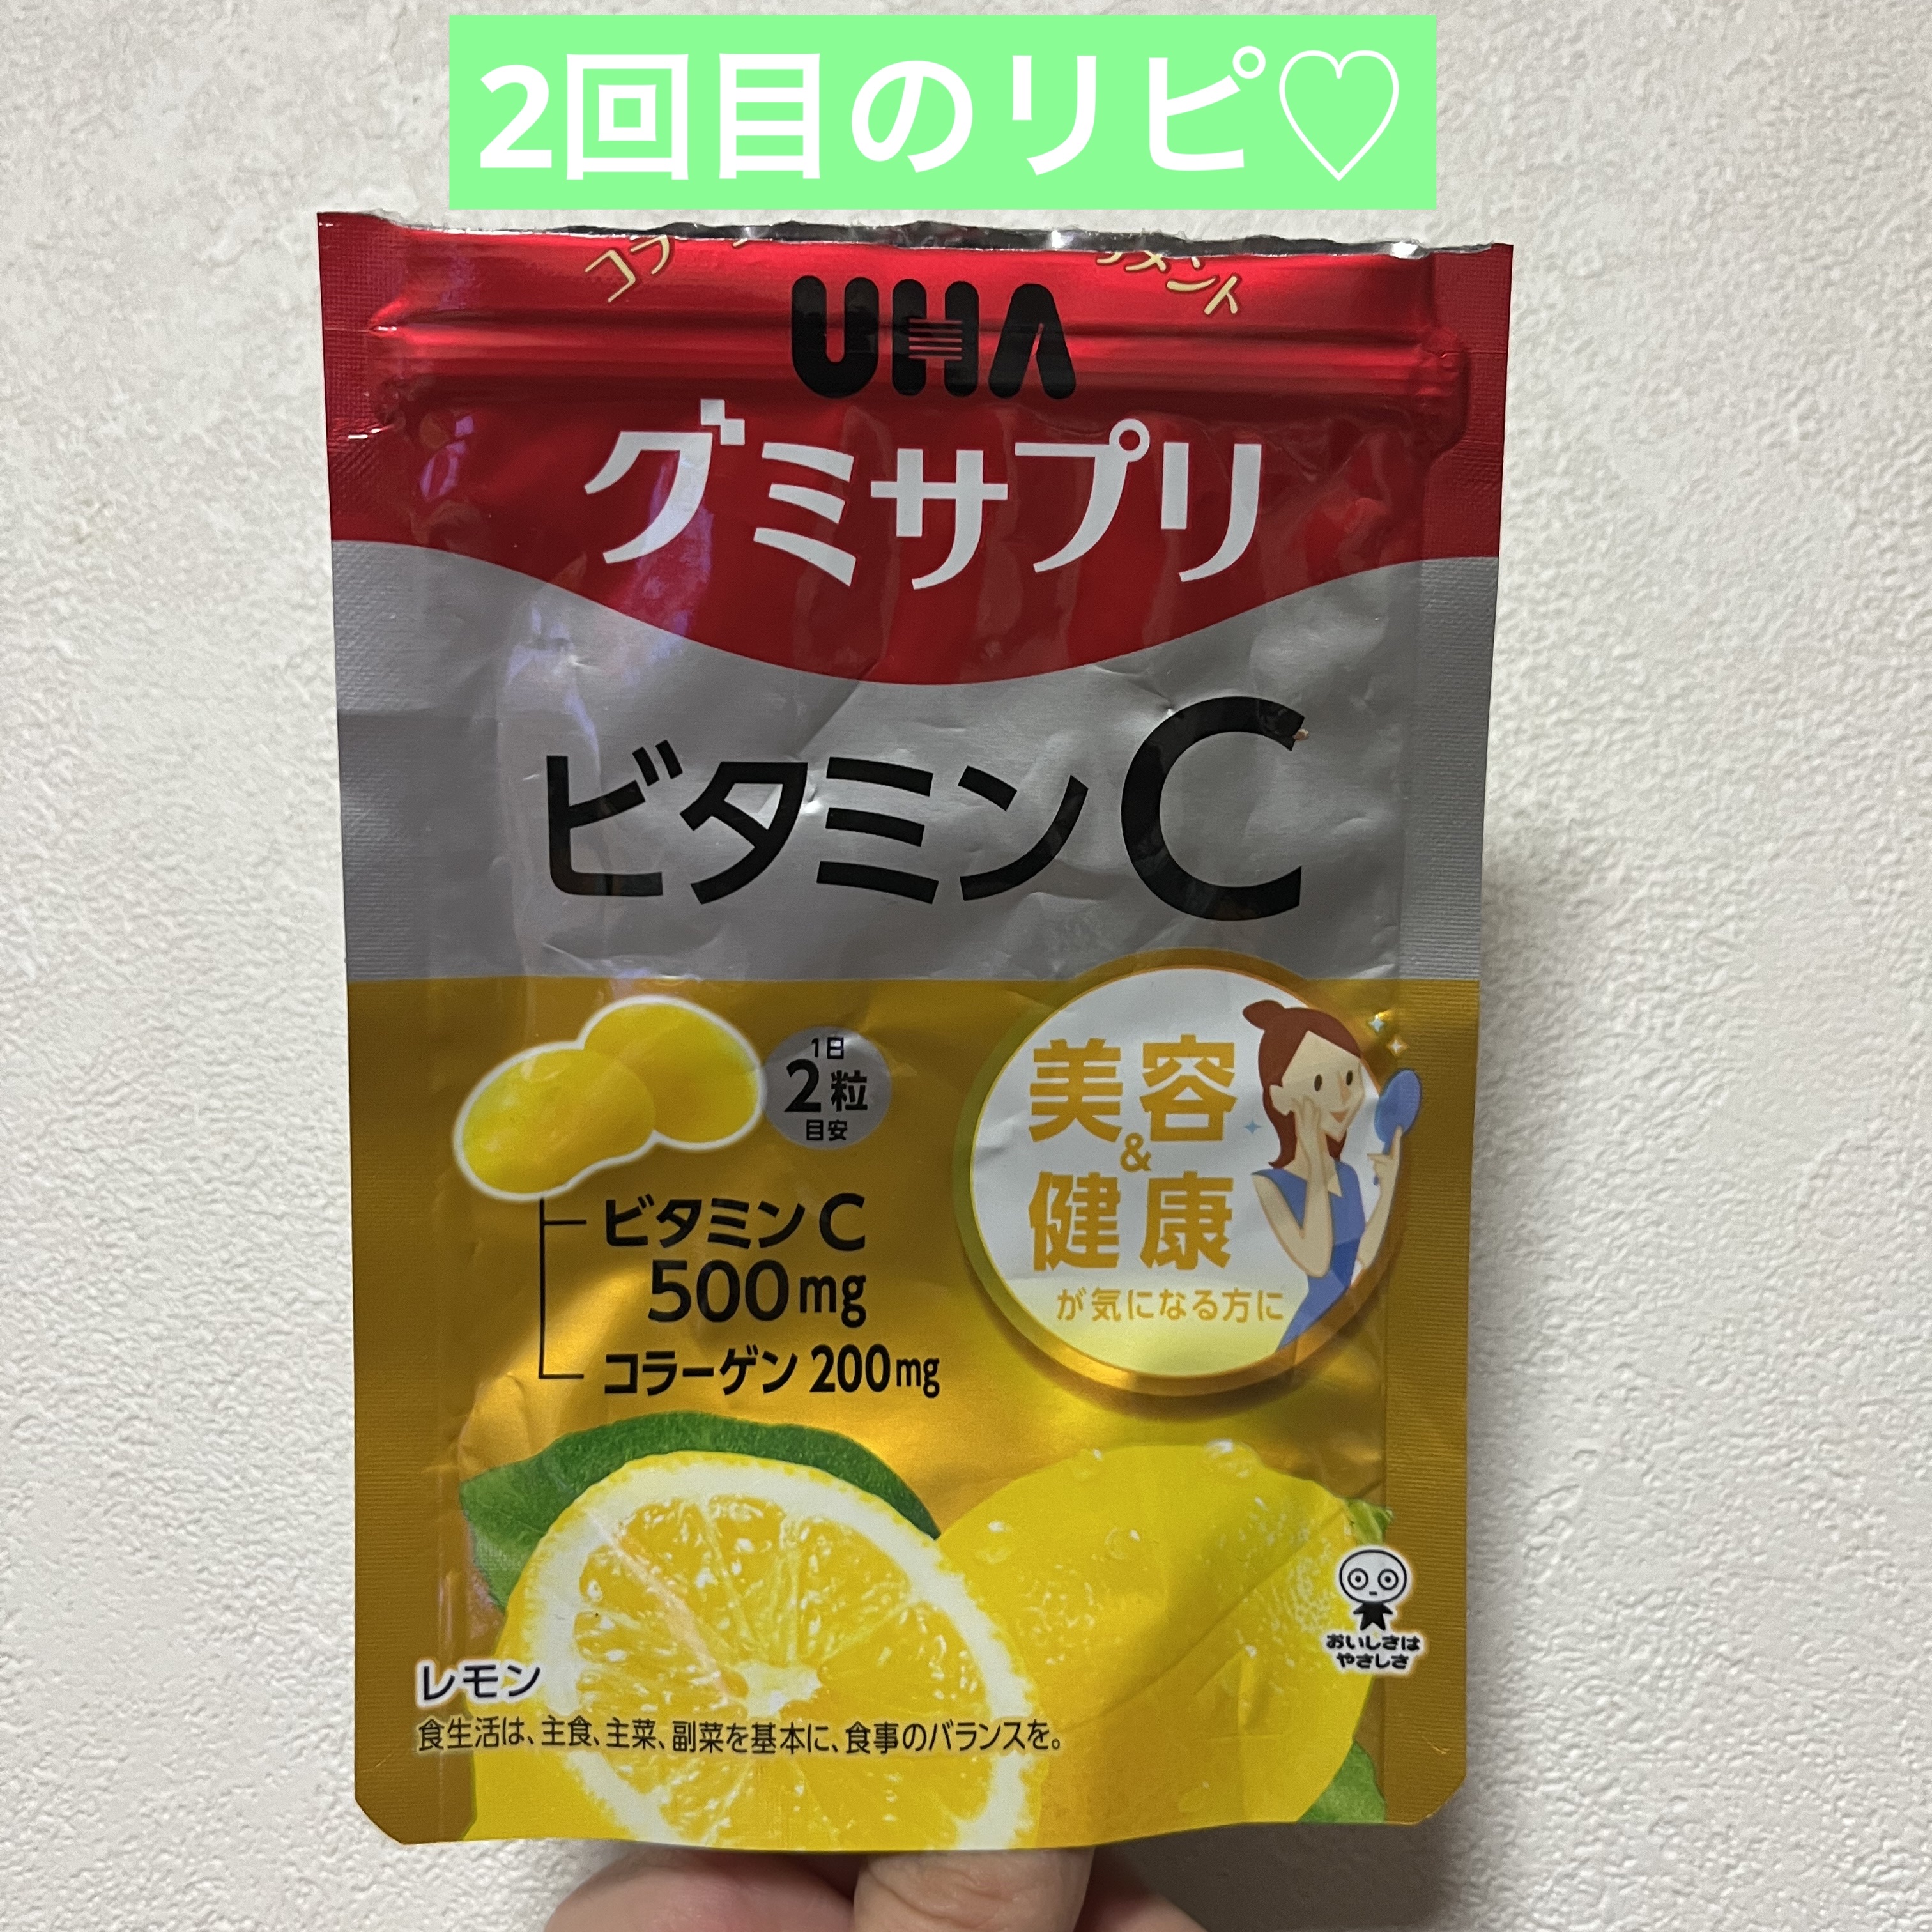 2回目のリピ♡
UHA
グミサプリ
ビタミンC
1日
2粒
目安
ビタミンC
500mg
コラーゲン 200mg
美容
&
健康
が気になる方に
おいしさは
やさしさ
レモン
食生活は、主食、主菜、副菜を基本に、食事のバランスを。